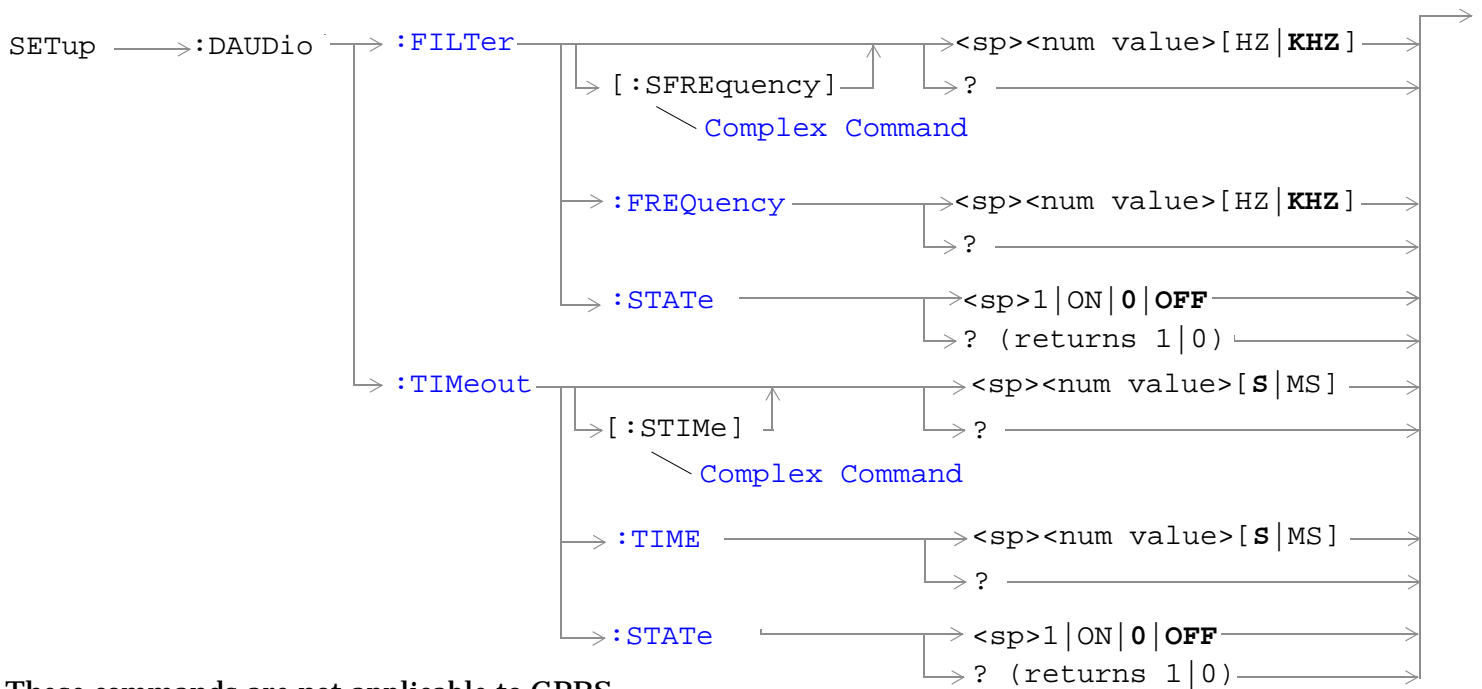 SETup :DAUDio :FILTer <sp><num value>[HZ|KHZ]
[:SFREquency] ?
Complex Command
:FREQuency <sp><num value>[HZ|KHZ]
?
:STATe <sp>1|ON|0|OFF
? (returns 1|0)
:TIMeout <sp><num value>[S|MS]
[:STIMe] ?
Complex Command
:TIME <sp><num value>[S|MS]
?
:STATe <sp>1|ON|0|OFF
? (returns 1|0)
These commands are not applicable to GPRS